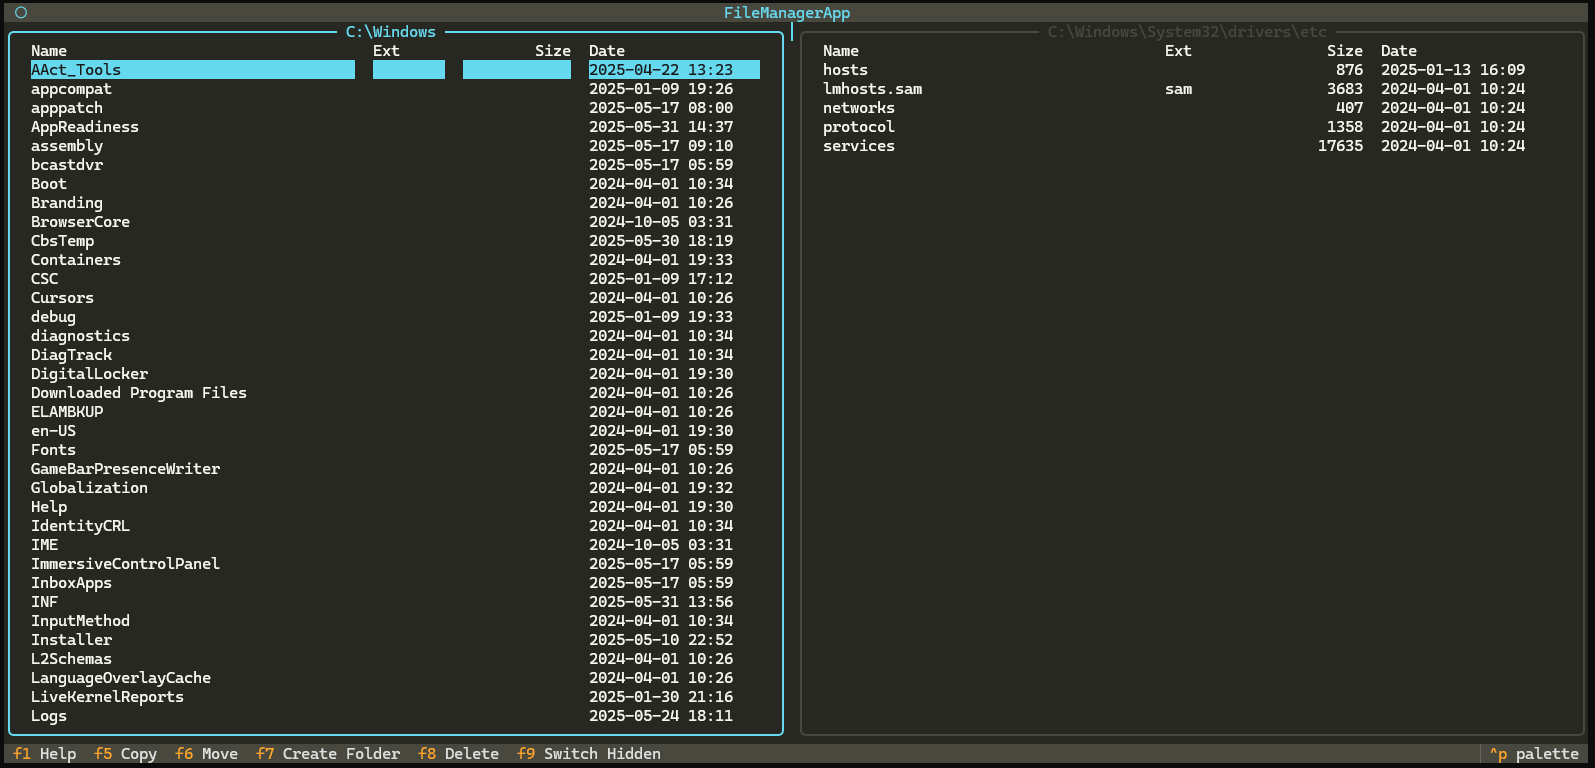 FileManagerApp
C:\Windows
Name Ext Size Date
AAct_Tools 2025-04-22 13:23
appcompat 2025-01-09 19:26
apppatch 2025-05-17 08:00
AppReadiness 2025-05-31 14:37
assembly 2025-05-17 09:10
bcastdvr 2025-05-17 05:59
Boot 2024-04-01 10:34
Branding 2024-04-01 10:26
BrowserCore 2024-10-05 03:31
CbsTemp 2025-05-30 18:19
Containers 2024-04-01 19:33
CSC 2025-01-09 17:12
Cursors 2024-04-01 10:26
debug 2025-01-09 19:33
diagnostics 2024-04-01 10:34
DiagTrack 2024-04-01 10:34
DigitalLocker 2024-04-01 19:30
Downloaded Program Files 2024-04-01 10:26
ELAMBKUP 2024-04-01 10:26
en-US 2024-04-01 19:30
Fonts 2025-05-17 05:59
GameBarPresenceWriter 2024-04-01 10:26
Globalization 2024-04-01 19:32
Help 2024-04-01 19:30
IdentityCRL 2024-04-01 10:34
IME 2024-10-05 03:31
ImmersiveControlPanel 2025-05-17 05:59
InboxApps 2025-05-17 05:59
INF 2025-05-31 13:56
InputMethod 2024-04-01 10:34
Installer 2025-05-10 22:52
L2Schemas 2024-04-01 10:26
LanguageOverlayCache 2024-04-01 10:26
LiveKernelReports 2025-01-30 21:16
Logs 2025-05-24 18:11
C:\Windows\System32\drivers\etc
Name Ext Size Date
hosts 876 2025-01-13 16:09
lmhosts.sam sam 3683 2024-04-01 10:24
networks 407 2024-04-01 10:24
protocol 1358 2024-04-01 10:24
services 17635 2024-04-01 10:24
f1 Help f5 Copy f6 Move f7 Create Folder f8 Delete f9 Switch Hidden ^p palette